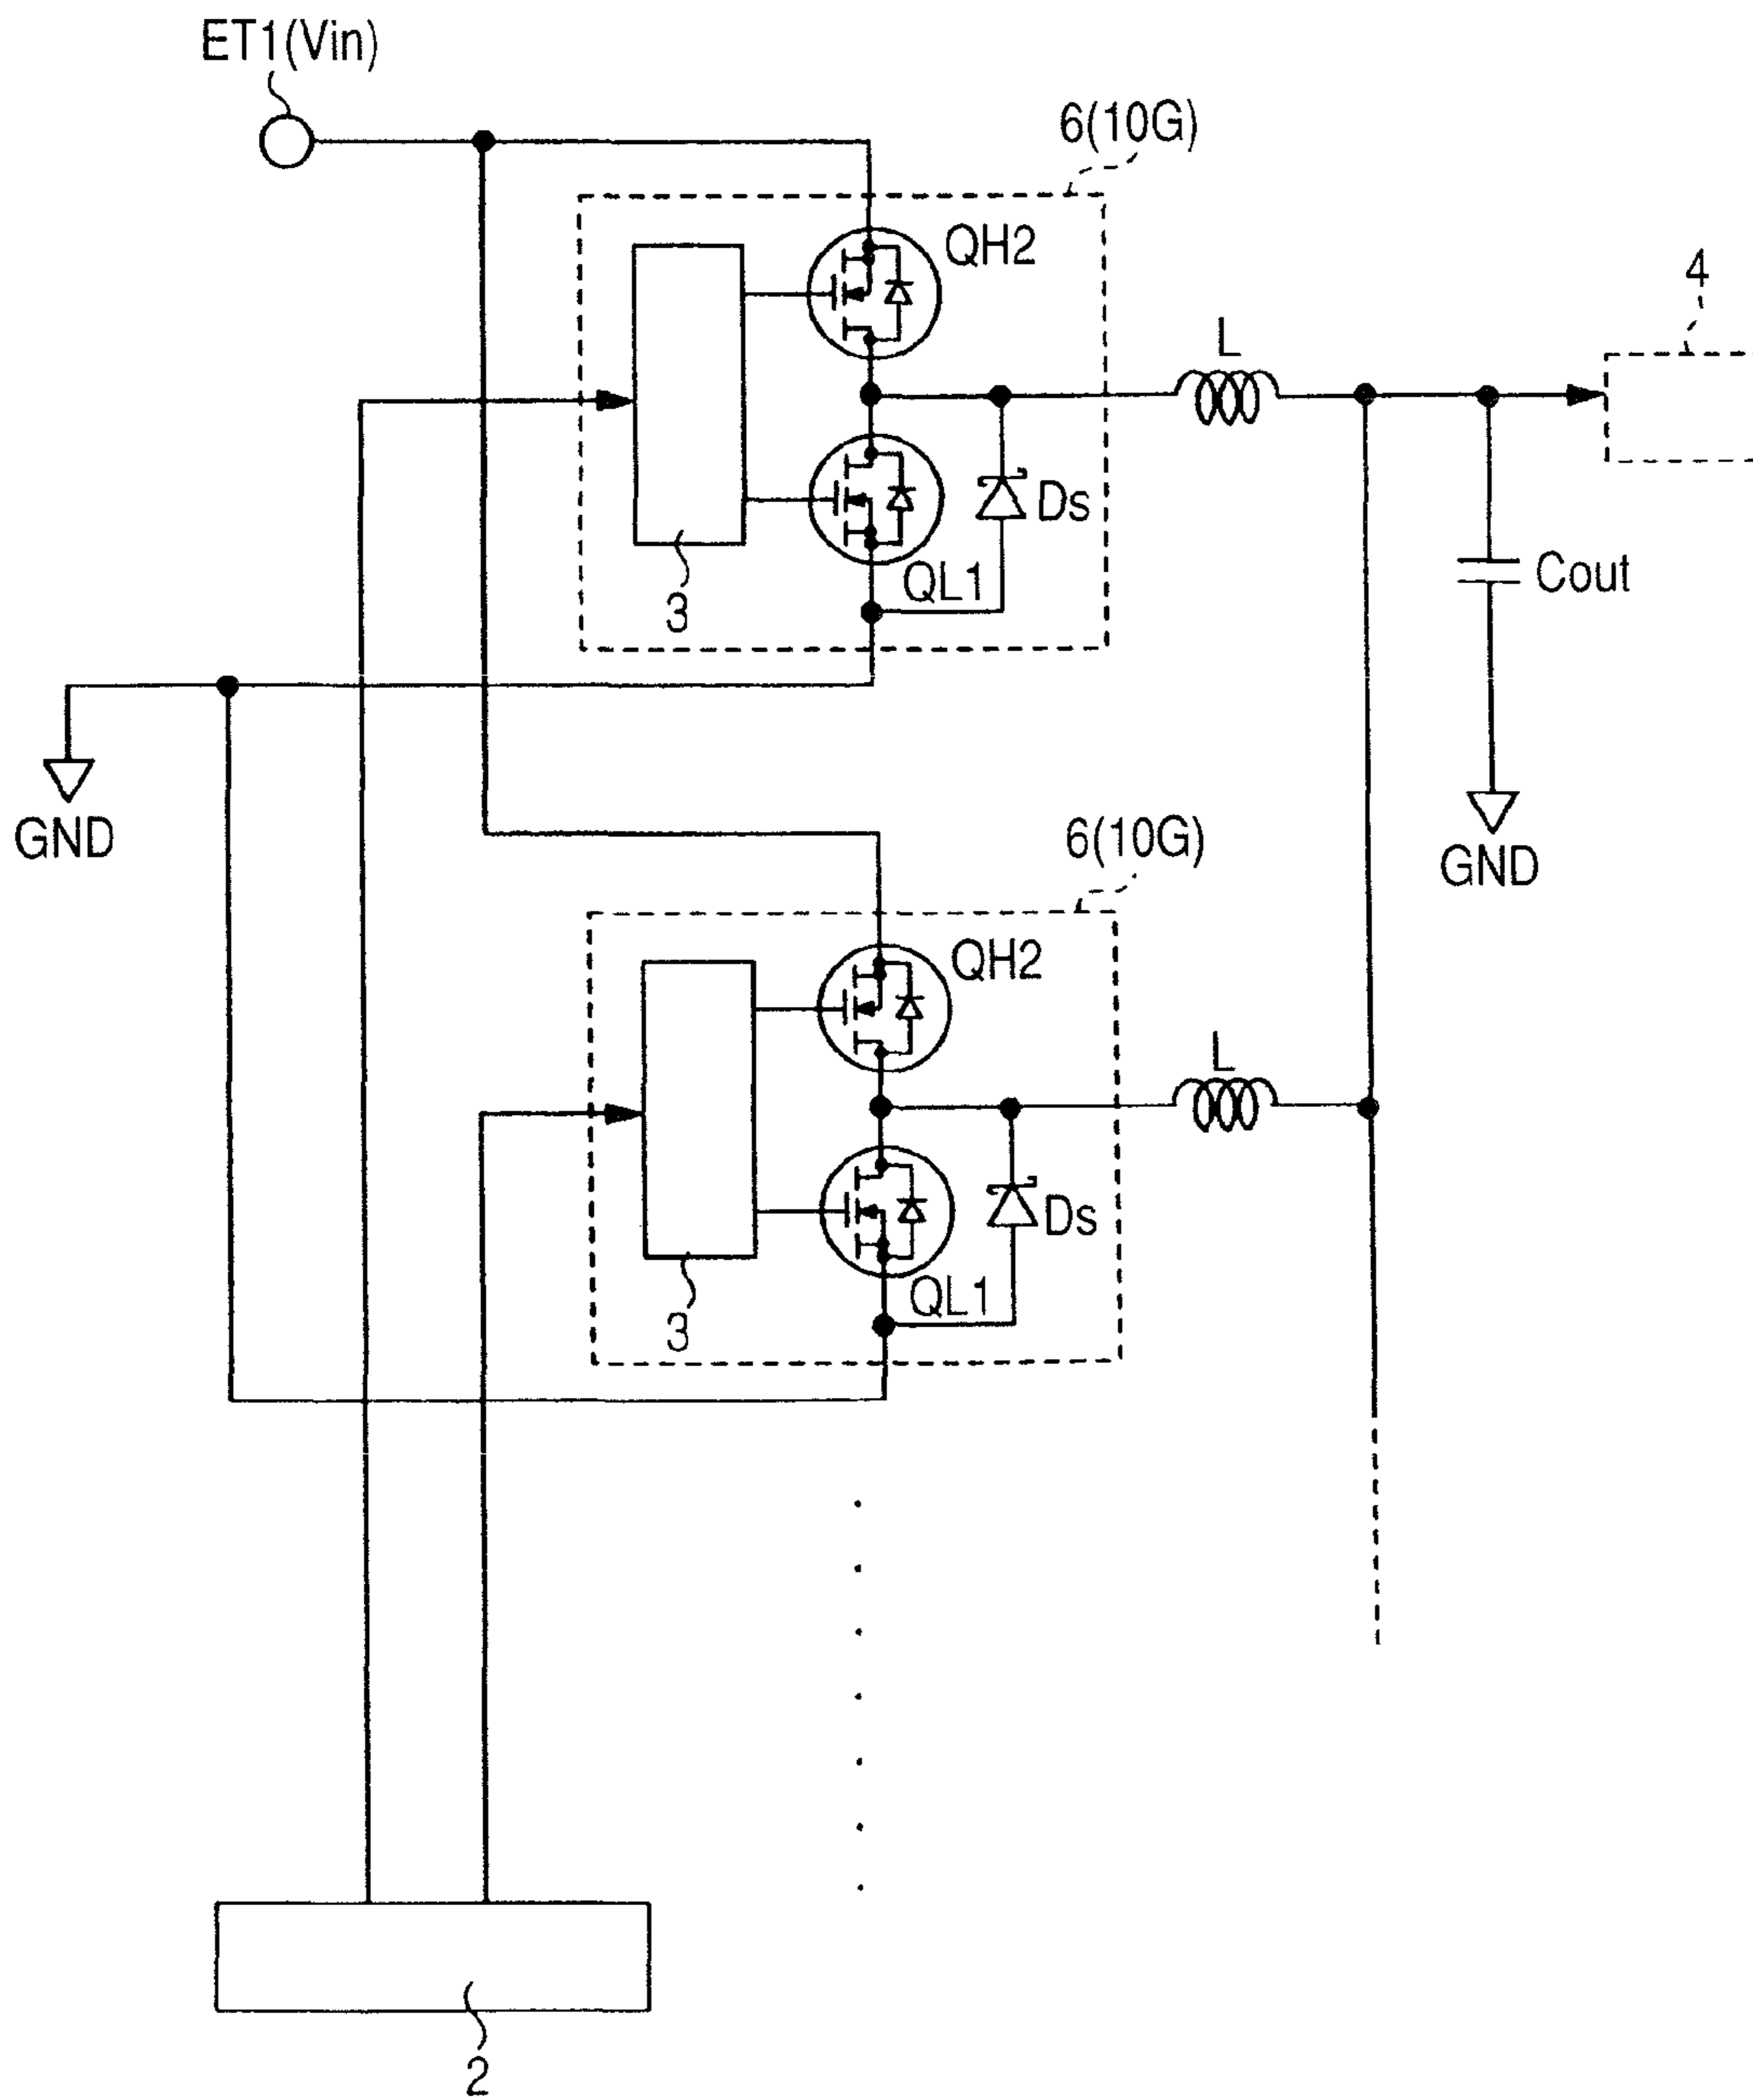 ET1(Vin)
6(10G)
QH2
4
L
Ds
Cout
QL1
3
GND
GND
6(10G)
QH2
L
Ds
QL1
3
2